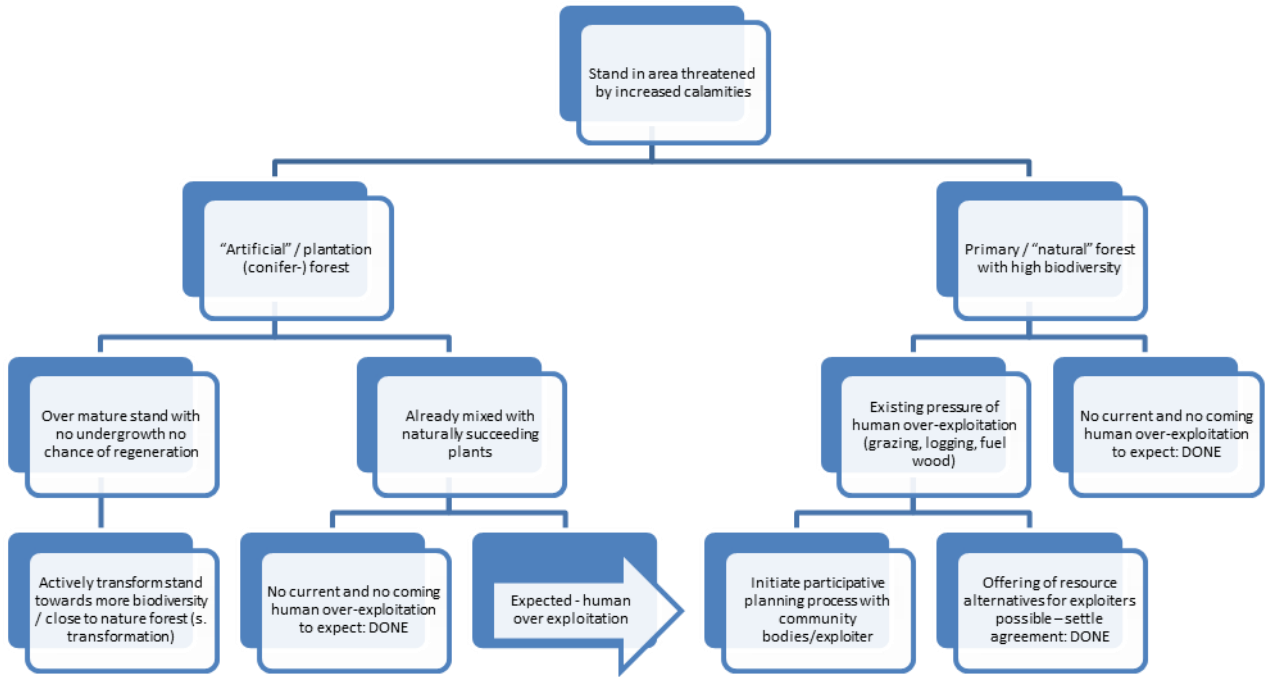 Stand in area threatened
by increased calamities
“Artificial” / plantation
(conifer-) forest
Primary / “natural” forest
with high biodiversity
Over mature stand with
no undergrowth no
chance of regeneration
Already mixed with
naturally succeeding
plants
Existing pressure of
human over-exploitation
(grazing, logging, fuel
wood)
No current and no coming
human over-exploitation
to expect: DONE
Actively transform stand
towards more biodiversity
/ close to nature forest (s.
transformation)
No current and no coming
human over-exploitation
to expect: DONE
Expected - human
over exploitation
Initiate participative
planning process with
community
bodies/exploiter
Offering of resource
alternatives for exploiters
possible – settle
agreement: DONE